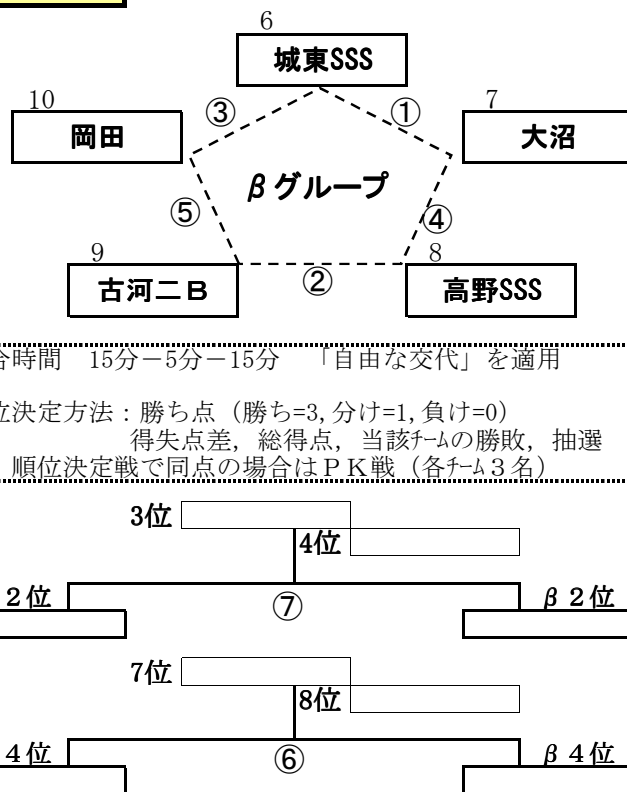 6
城東SSS
10
岡田
③
①
7
大沼
βグループ
⑤
④
9
古河二B
②
8
高野SSS
合時間 15分-5分-15分 「自由な交代」を適用
位決定方法：勝ち点（勝ち=3,分け=1,負け=0）
得失点差，総得点，当該チームの勝敗，抽選
順位決定戦で同点の場合はＰＫ戦（各チーム３名）
3位
4位
2位
⑦
β2位
7位
8位
4位
⑥
β4位